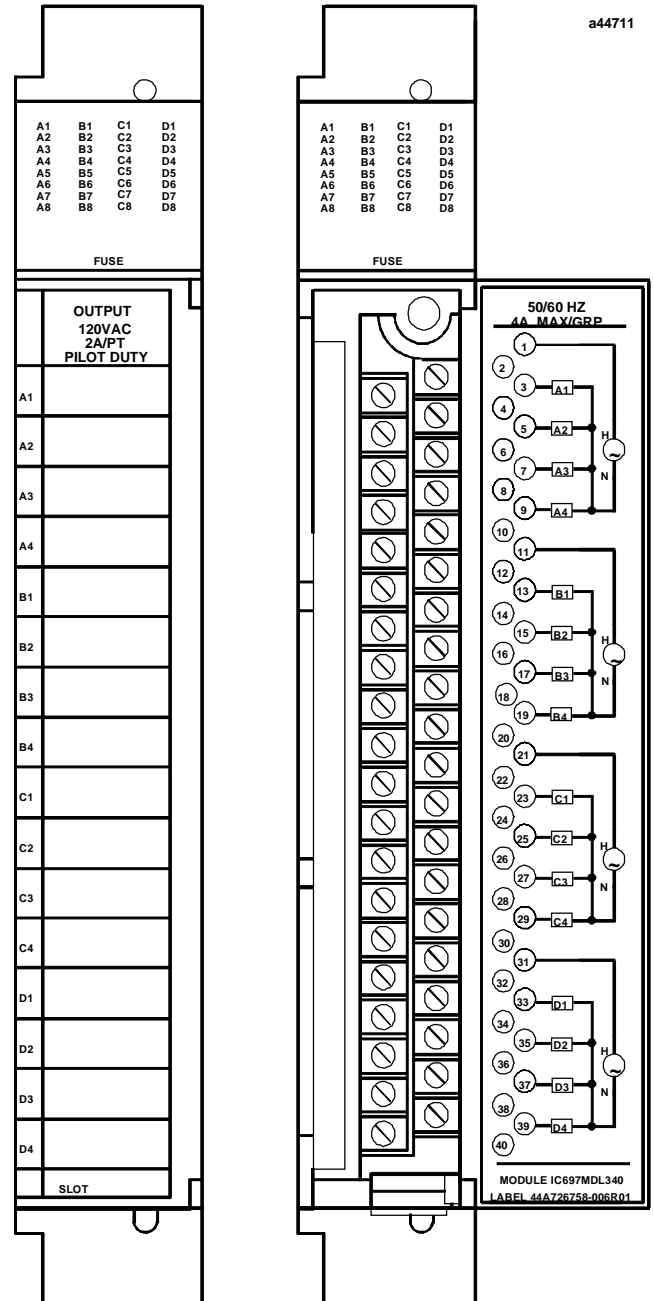 a44711
A1 B1 C1 D1
A2 B2 C2 D2
A3 B3 C3 D3
A4 B4 C4 D4
A5 B5 C5 D5
A6 B6 C6 D6
A7 B7 C7 D7
A8 B8 C8 D8
FUSE
OUTPUT
120VAC
2A/PT
PILOT DUTY
A1
A2
A3
A4
B1
B2
B3
B4
C1
C2
C3
C4
D1
D2
D3
D4
SLOT
A1 B1 C1 D1
A2 B2 C2 D2
A3 B3 C3 D3
A4 B4 C4 D4
A5 B5 C5 D5
A6 B6 C6 D6
A7 B7 C7 D7
A8 B8 C8 D8
FUSE
50/60 HZ
4A MAX/GRP
1
2
3 A1
4
5 A2 H
6
7 A3 ~
8 N
9 A4
10
11
12
13 B1
14
15 B2 H
16 ~
17 B3 N
18
19 B4
20
21
22
23 C1
24
25 C2 H
26 ~
27 C3 N
28
29 C4
30
31
32
33 D1
34
35 D2 H
36 ~
37 D3 N
38
39 D4
40
MODULE IC697MDL340
LABEL 44A726758-006R01